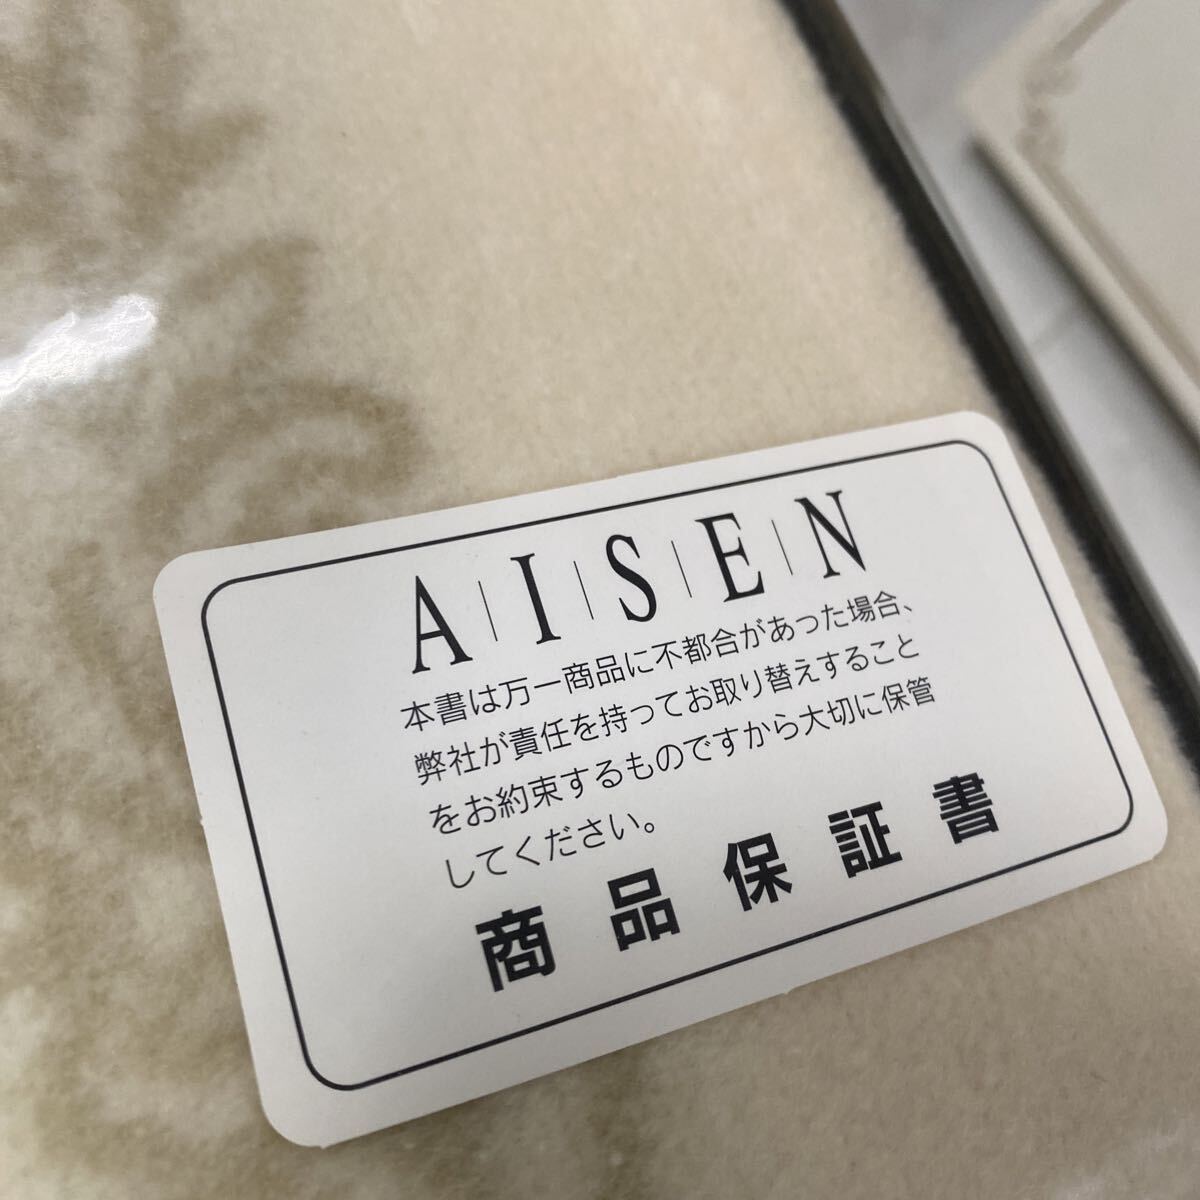 A|I|S|E|N
本書は万一商品に不都合があった場合、
弊社が責任を持ってお取り替えすること
をお約束するものですから大切に保管
してください。
商品保証書